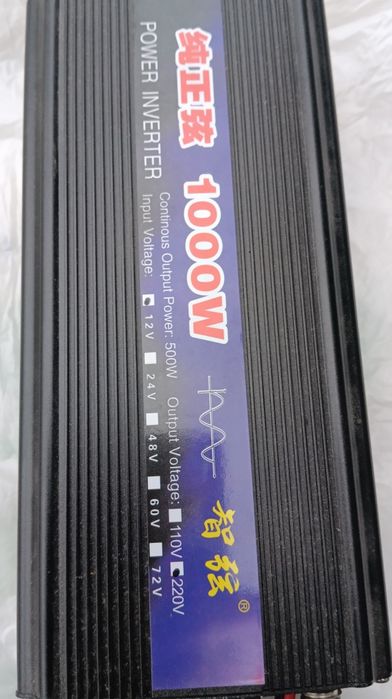 纯正弦 1000W 智弦®
POWER INVERTER
Continous Output Power: 500W Output Voltage: 110V 220V
Input Voltage: 12V 24V 48V 60V 72V